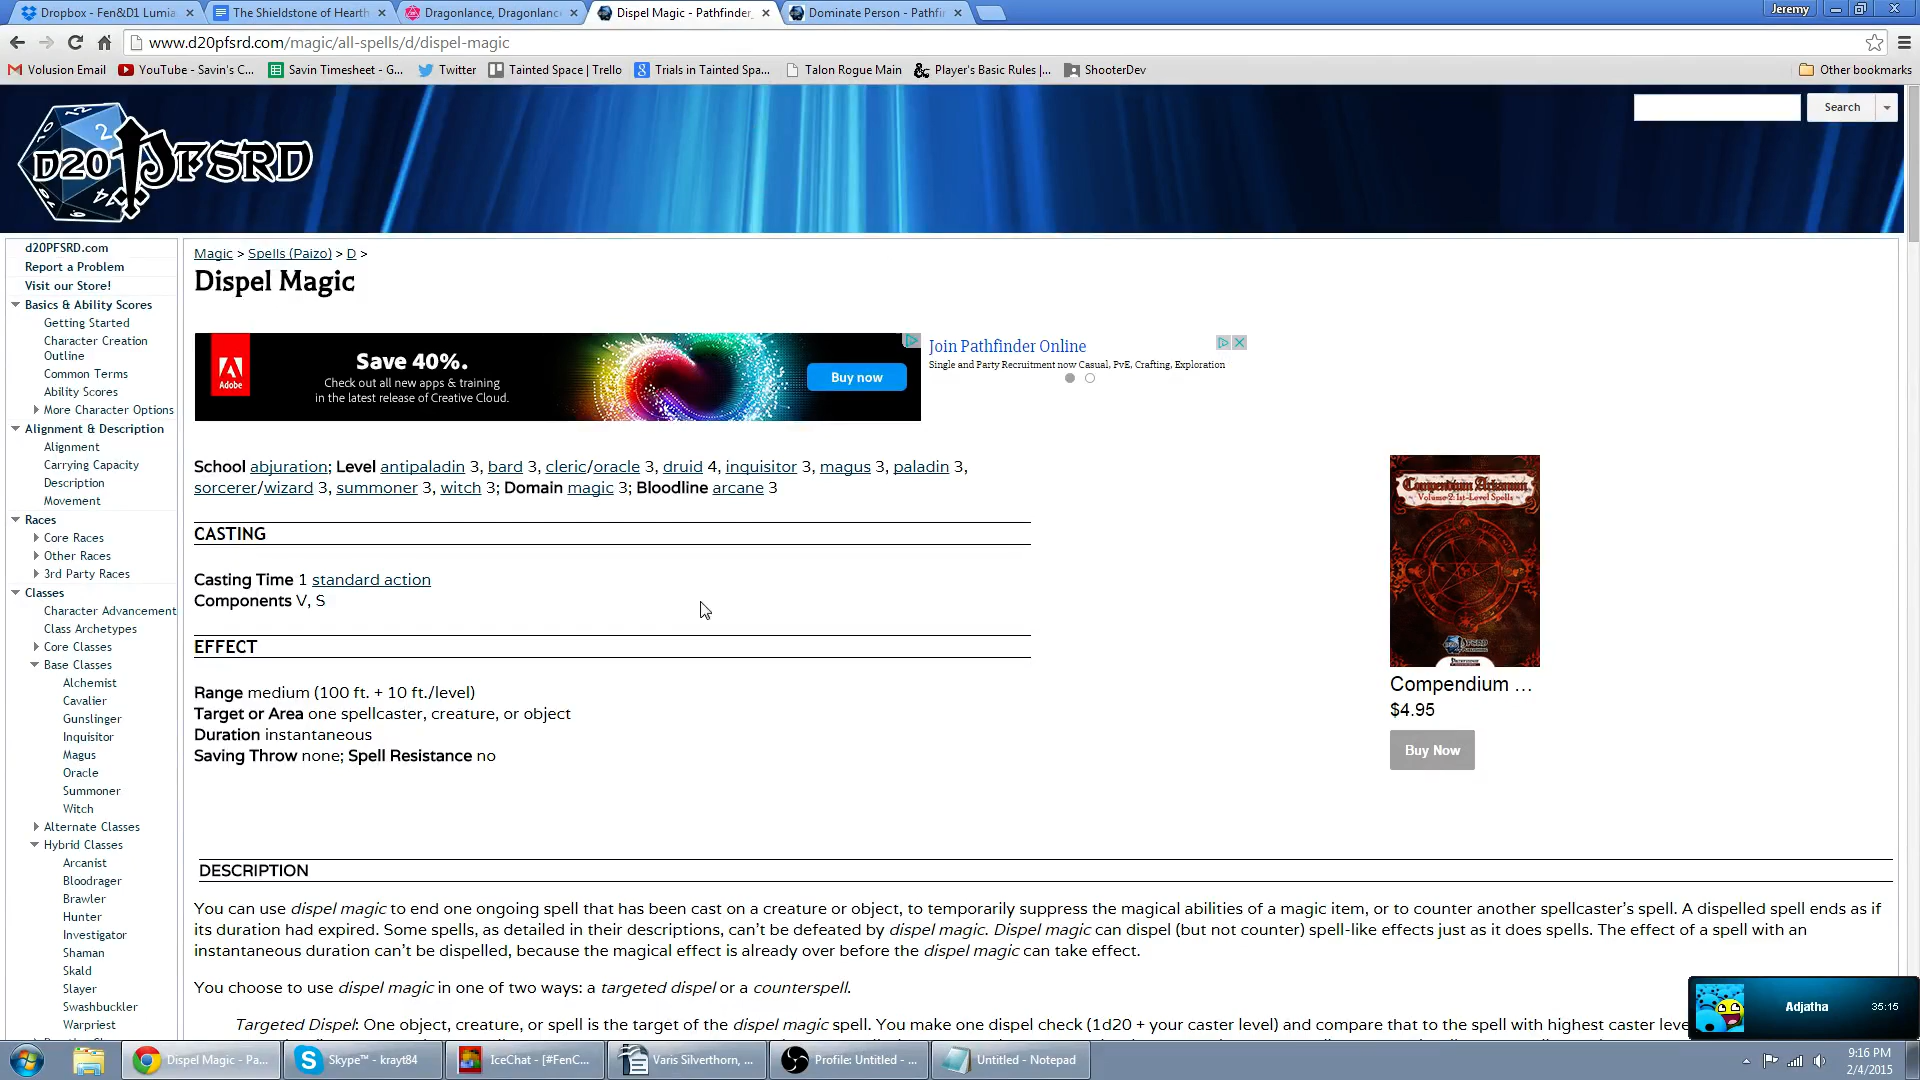 Dropbox - Fen&D1 Lumia
The Shieldstone of Hearth
Dragonlance, Dragonlance
Dispel Magic - Pathfinder_
Dominate Person - Pathfi
Jeremy
www.d20pfsrd.com/magic/all-spells/d/dispel-magic
Volusion Email
YouTube - Savin's C...
Savin Timesheet - G...
Twitter
Tainted Space | Trello
Trials in Tainted Spa...
Talon Rogue Main
Player's Basic Rules |...
ShooterDev
Other bookmarks
D20PFSRD
Search
d20PFSRD.com
Report a Problem
Visit our Store!
Basics & Ability Scores
Getting Started
Character Creation
Outline
Common Terms
Ability Scores
More Character Options
Alignment & Description
Alignment
Carrying Capacity
Description
Movement
Races
Core Races
Other Races
3rd Party Races
Classes
Character Advancement
Class Archetypes
Core Classes
Base Classes
Alchemist
Cavalier
Gunslinger
Inquisitor
Magus
Oracle
Summoner
Witch
Alternate Classes
Hybrid Classes
Arcanist
Bloodrager
Brawler
Hunter
Investigator
Shaman
Skald
Slayer
Swashbuckler
Warpriest
Magic > Spells (Paizo) > D >
Dispel Magic
Adobe
Save 40%.
Check out all new apps & training
in the latest release of Creative Cloud.
Buy now
Join Pathfinder Online
Single and Party Recruitment now Casual, PvE, Crafting, Exploration
School abjuration; Level antipaladin 3, bard 3, cleric/oracle 3, druid 4, inquisitor 3, magus 3, paladin 3,
sorcerer/wizard 3, summoner 3, witch 3; Domain magic 3; Bloodline arcane 3
CASTING
Casting Time 1 standard action
Components V, S
EFFECT
Range medium (100 ft. + 10 ft./level)
Target or Area one spellcaster, creature, or object
Duration instantaneous
Saving Throw none; Spell Resistance no
Compendium Arcanum
Volume 2: 1st-Level Spells
Compendium ...
$4.95
Buy Now
DESCRIPTION
You can use dispel magic to end one ongoing spell that has been cast on a creature or object, to temporarily suppress the magical abilities of a magic item, or to counter another spellcaster's spell. A dispelled spell ends as if
its duration had expired. Some spells, as detailed in their descriptions, can't be defeated by dispel magic. Dispel magic can dispel (but not counter) spell-like effects just as it does spells. The effect of a spell with an
instantaneous duration can't be dispelled, because the magical effect is already over before the dispel magic can take effect.
You choose to use dispel magic in one of two ways: a targeted dispel or a counterspell.
Targeted Dispel: One object, creature, or spell is the target of the dispel magic spell. You make one dispel check (1d20 + your caster level) and compare that to the spell with highest caster leve
Adjatha
35:15
Dispel Magic - Pa...
Skype™ - krayt84
IceChat - [#FenC...
Varis Silverthorn, ...
Profile: Untitled - ...
Untitled - Notepad
9:16 PM
2/4/2015